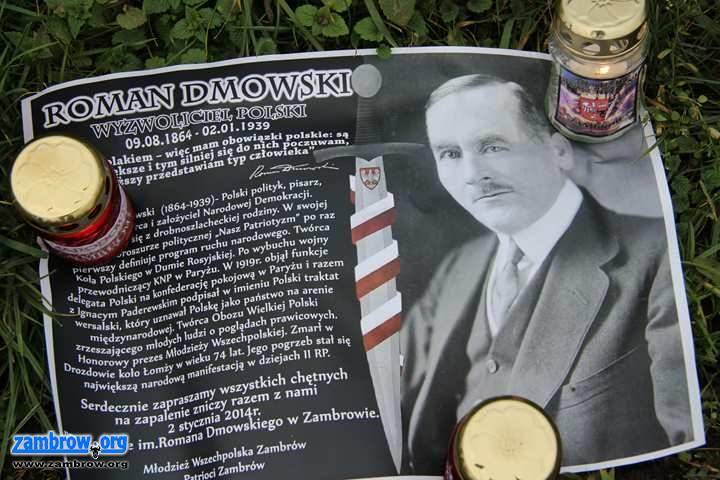 ROMAN DMOWSKI
WYZWOLICIEL POLSKI
09.08.1864 - 02.01.1939
więc mam obowiązki polskie: są
i tym silniej się do nich poczuwam,
przedstawiam typ człowieka"
(1864-1939)- Polski polityk, pisarz,
i założyciel Narodowej Demokracji.
się z drobnoszlacheckiej rodziny. W swojej
broszurze politycznej „Nasz Patriotyzm" po raz
pierwszy definiuje program ruchu narodowego. Twórca
Koła Polskiego w Dumie Rosyjskiej. Po wybuchu wojny
przewodniczący KNP w Paryżu. W 1919r. objął funkcje
delegata Polski na konfederację pokojową w Paryżu i razem
z Ignacym Paderewskim podpisał w imieniu Polski traktat
wersalski, który uznawał Polskę jako państwo na arenie
międzynarodowej. Twórca Obozu Wielkiej Polski
zrzeszającego młodych ludzi o poglądach prawicowych.
Honorowy prezes Młodzieży Wszechpolskiej. Zmarł w
Drozdowie koło Łomży w wieku 74 lat. Jego pogrzeb stał się
największą narodową manifestacją w dziejach II RP.
Serdecznie zapraszamy wszystkich chętnych
na zapalenie zniczy razem z nami
2 stycznia 2014r.
im.Romana Dmowskiego w Zambrowie.
Młodzież Wszechpolska Zambrów
Patrioci Zambrów
zambrow.org
www.zambrow.org